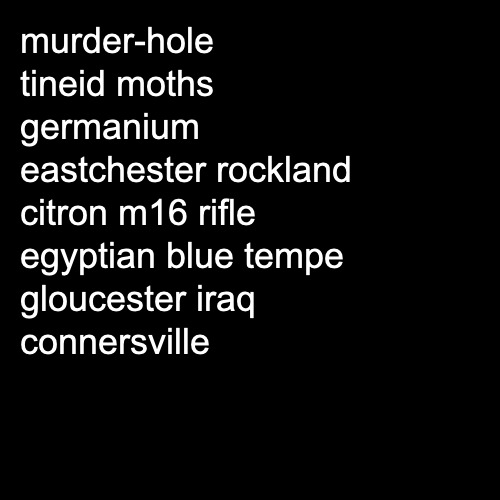 murder-hole
tineid moths
germanium
eastchester rockland
citron m16 rifle
egyptian blue tempe
gloucester iraq
connersville